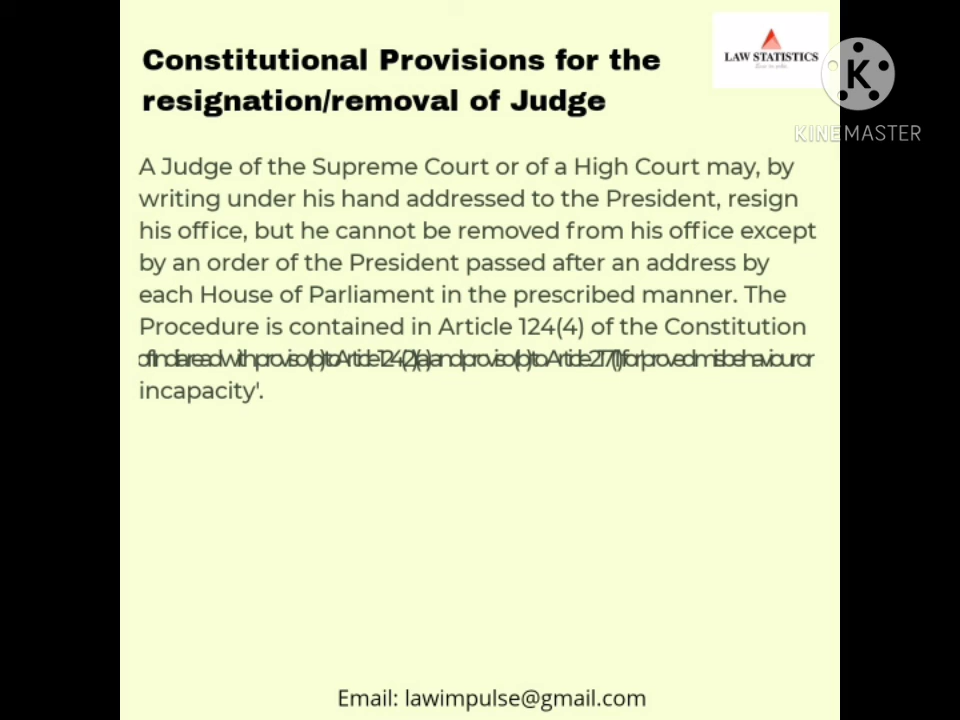 Constitutional Provisions for the
resignation/removal of Judge
LAW STATISTICS
K
KINEMASTER
A Judge of the Supreme Court or of a High Court may, by
writing under his hand addressed to the President, resign
his office, but he cannot be removed from his office except
by an order of the President passed after an address by
each House of Parliament in the prescribed manner. The
Procedure is contained in Article 124(4) of the Constitution
for proved misbehaviour or
incapacity'.
Email: lawimpulse@gmail.com